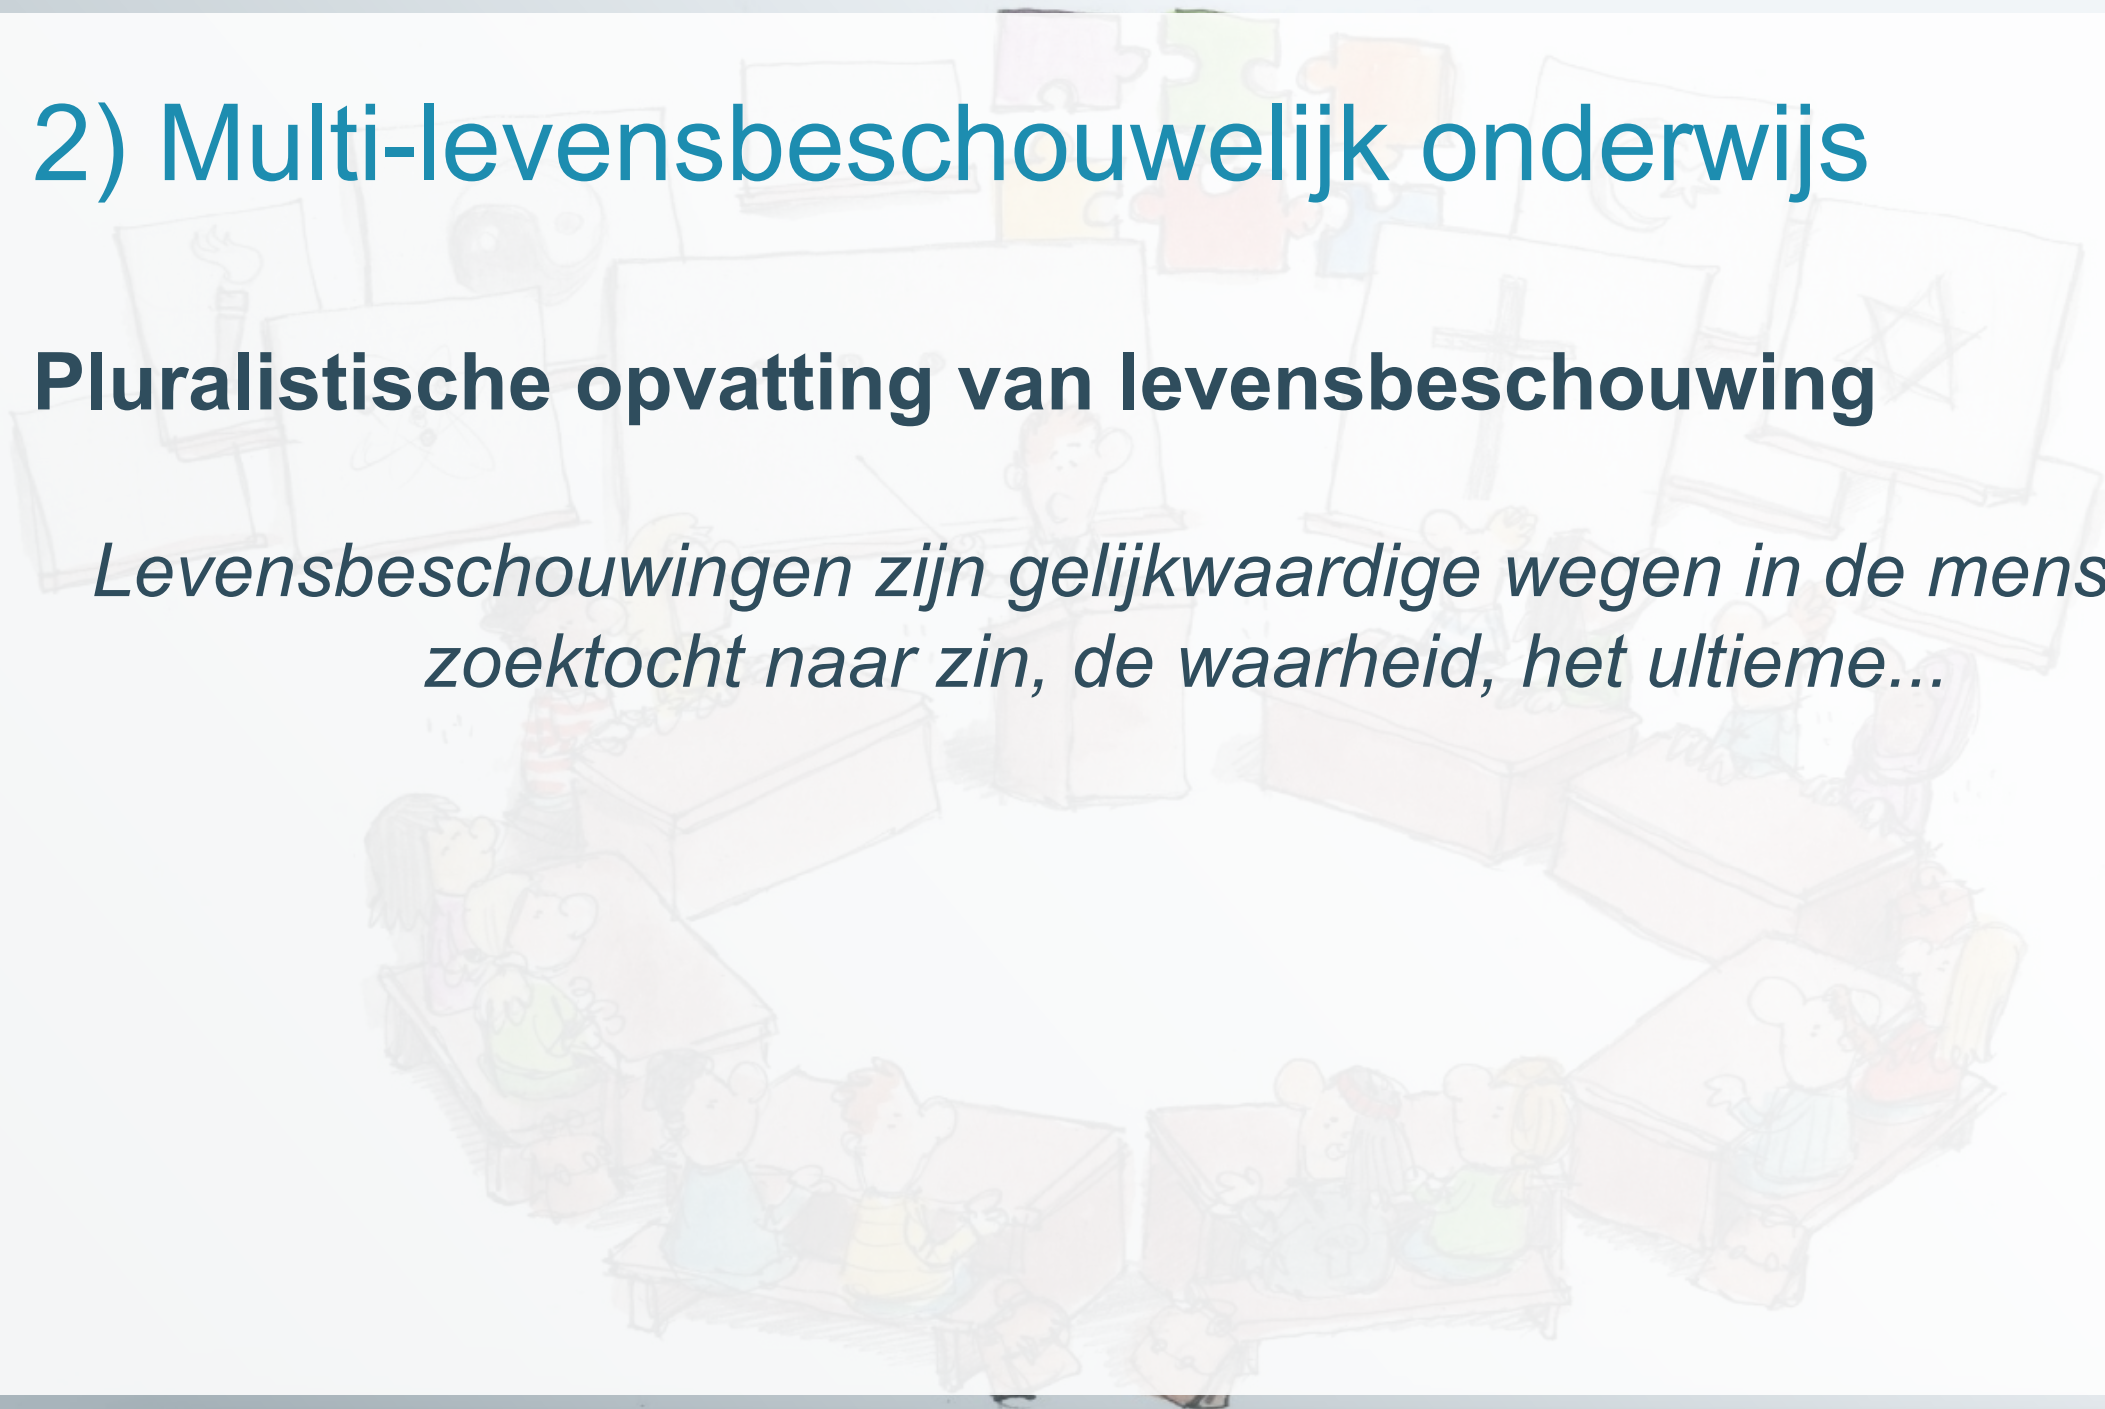 2) Multi-levensbeschouwelijk onderwijs
Pluralistische opvatting van levensbeschouwing
Levensbeschouwingen zijn gelijkwaardige wegen in de mens
zoektocht naar zin, de waarheid, het ultieme...